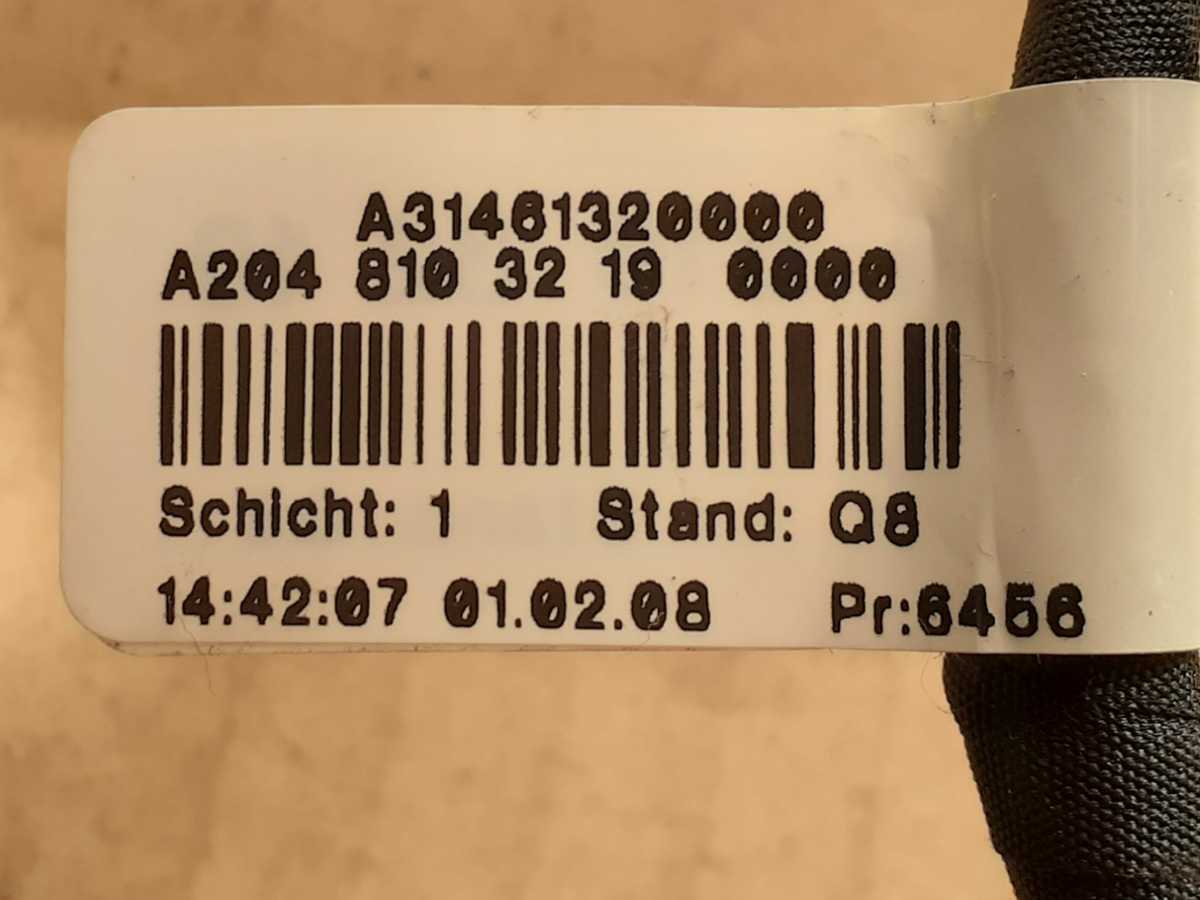 A31461320000
A204 810 32 19 0000
Schicht: 1 Stand: Q8
14:42:07 01.02.08 Pr:6456